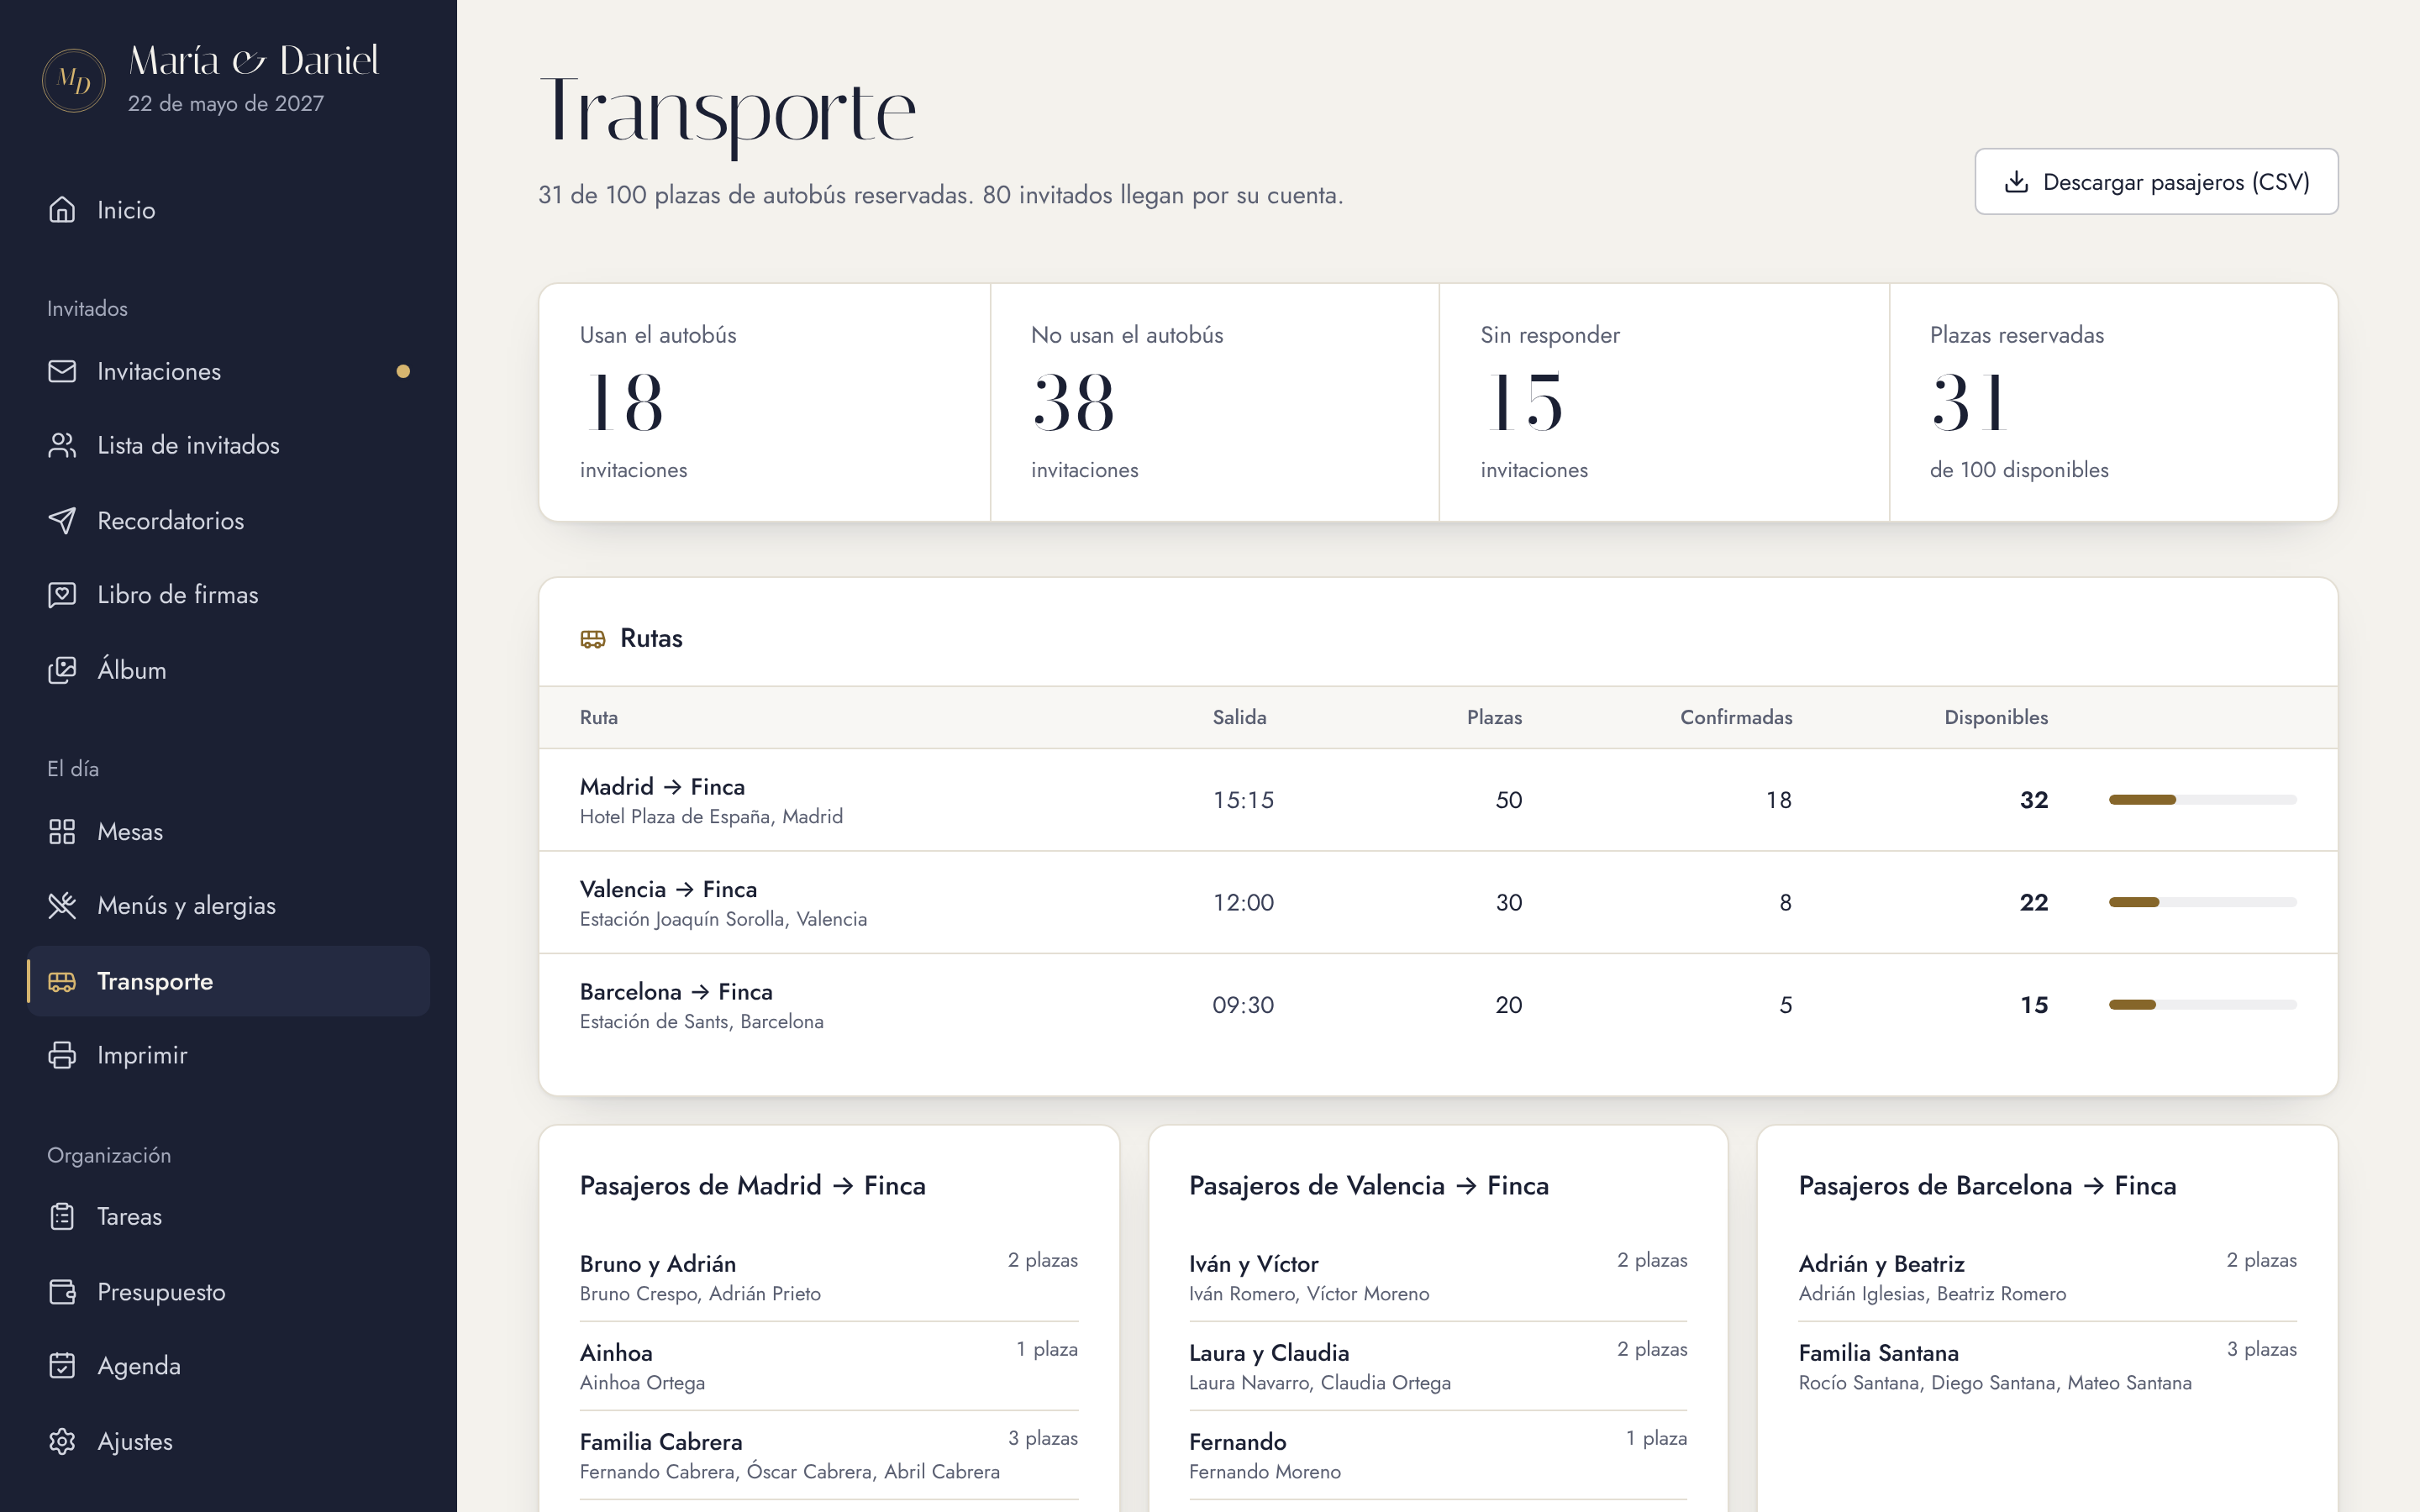 MD
María & Daniel
22 de mayo de 2027
Inicio
Invitados
Invitaciones
Lista de invitados
Recordatorios
Libro de firmas
Álbum
El día
Mesas
Menús y alergias
Transporte
Imprimir
Organización
Tareas
Presupuesto
Agenda
Ajustes
Transporte
31 de 100 plazas de autobús reservadas. 80 invitados llegan por su cuenta.
Descargar pasajeros (CSV)
Usan el autobús
18
invitaciones
No usan el autobús
38
invitaciones
Sin responder
15
invitaciones
Plazas reservadas
31
de 100 disponibles
Rutas
Ruta Salida Plazas Confirmadas Disponibles
Madrid → Finca 15:15 50 18 32
Hotel Plaza de España, Madrid
Valencia → Finca 12:00 30 8 22
Estación Joaquín Sorolla, Valencia
Barcelona → Finca 09:30 20 5 15
Estación de Sants, Barcelona
Pasajeros de Madrid → Finca
Bruno y Adrián 2 plazas
Bruno Crespo, Adrián Prieto
Ainhoa 1 plaza
Ainhoa Ortega
Familia Cabrera 3 plazas
Fernando Cabrera, Óscar Cabrera, Abril Cabrera
Pasajeros de Valencia → Finca
Iván y Víctor 2 plazas
Iván Romero, Víctor Moreno
Laura y Claudia 2 plazas
Laura Navarro, Claudia Ortega
Fernando 1 plaza
Fernando Moreno
Pasajeros de Barcelona → Finca
Adrián y Beatriz 2 plazas
Adrián Iglesias, Beatriz Romero
Familia Santana 3 plazas
Rocío Santana, Diego Santana, Mateo Santana